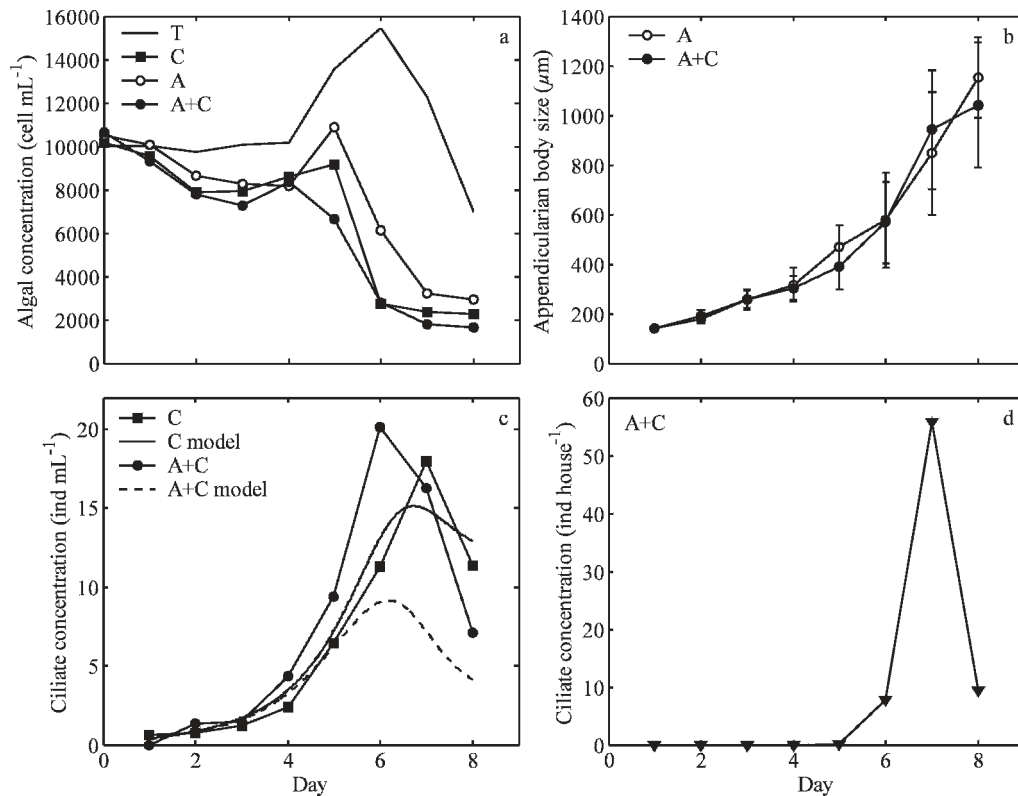 16000
14000
12000
10000
8000
6000
4000
2000
0
Algal concentration (cell mL⁻¹)
T
C
A
A+C
a
1400
1200
1000
800
600
400
200
0
Appendicularian body size (μm)
A
A+C
b
20
15
10
5
0
Ciliate concentration (ind mL⁻¹)
C
C model
A+C
A+C model
c
0
2
4
6
8
Day
60
50
40
30
20
10
0
Ciliate concentration (ind house⁻¹)
A+C
d
0
2
4
6
8
Day